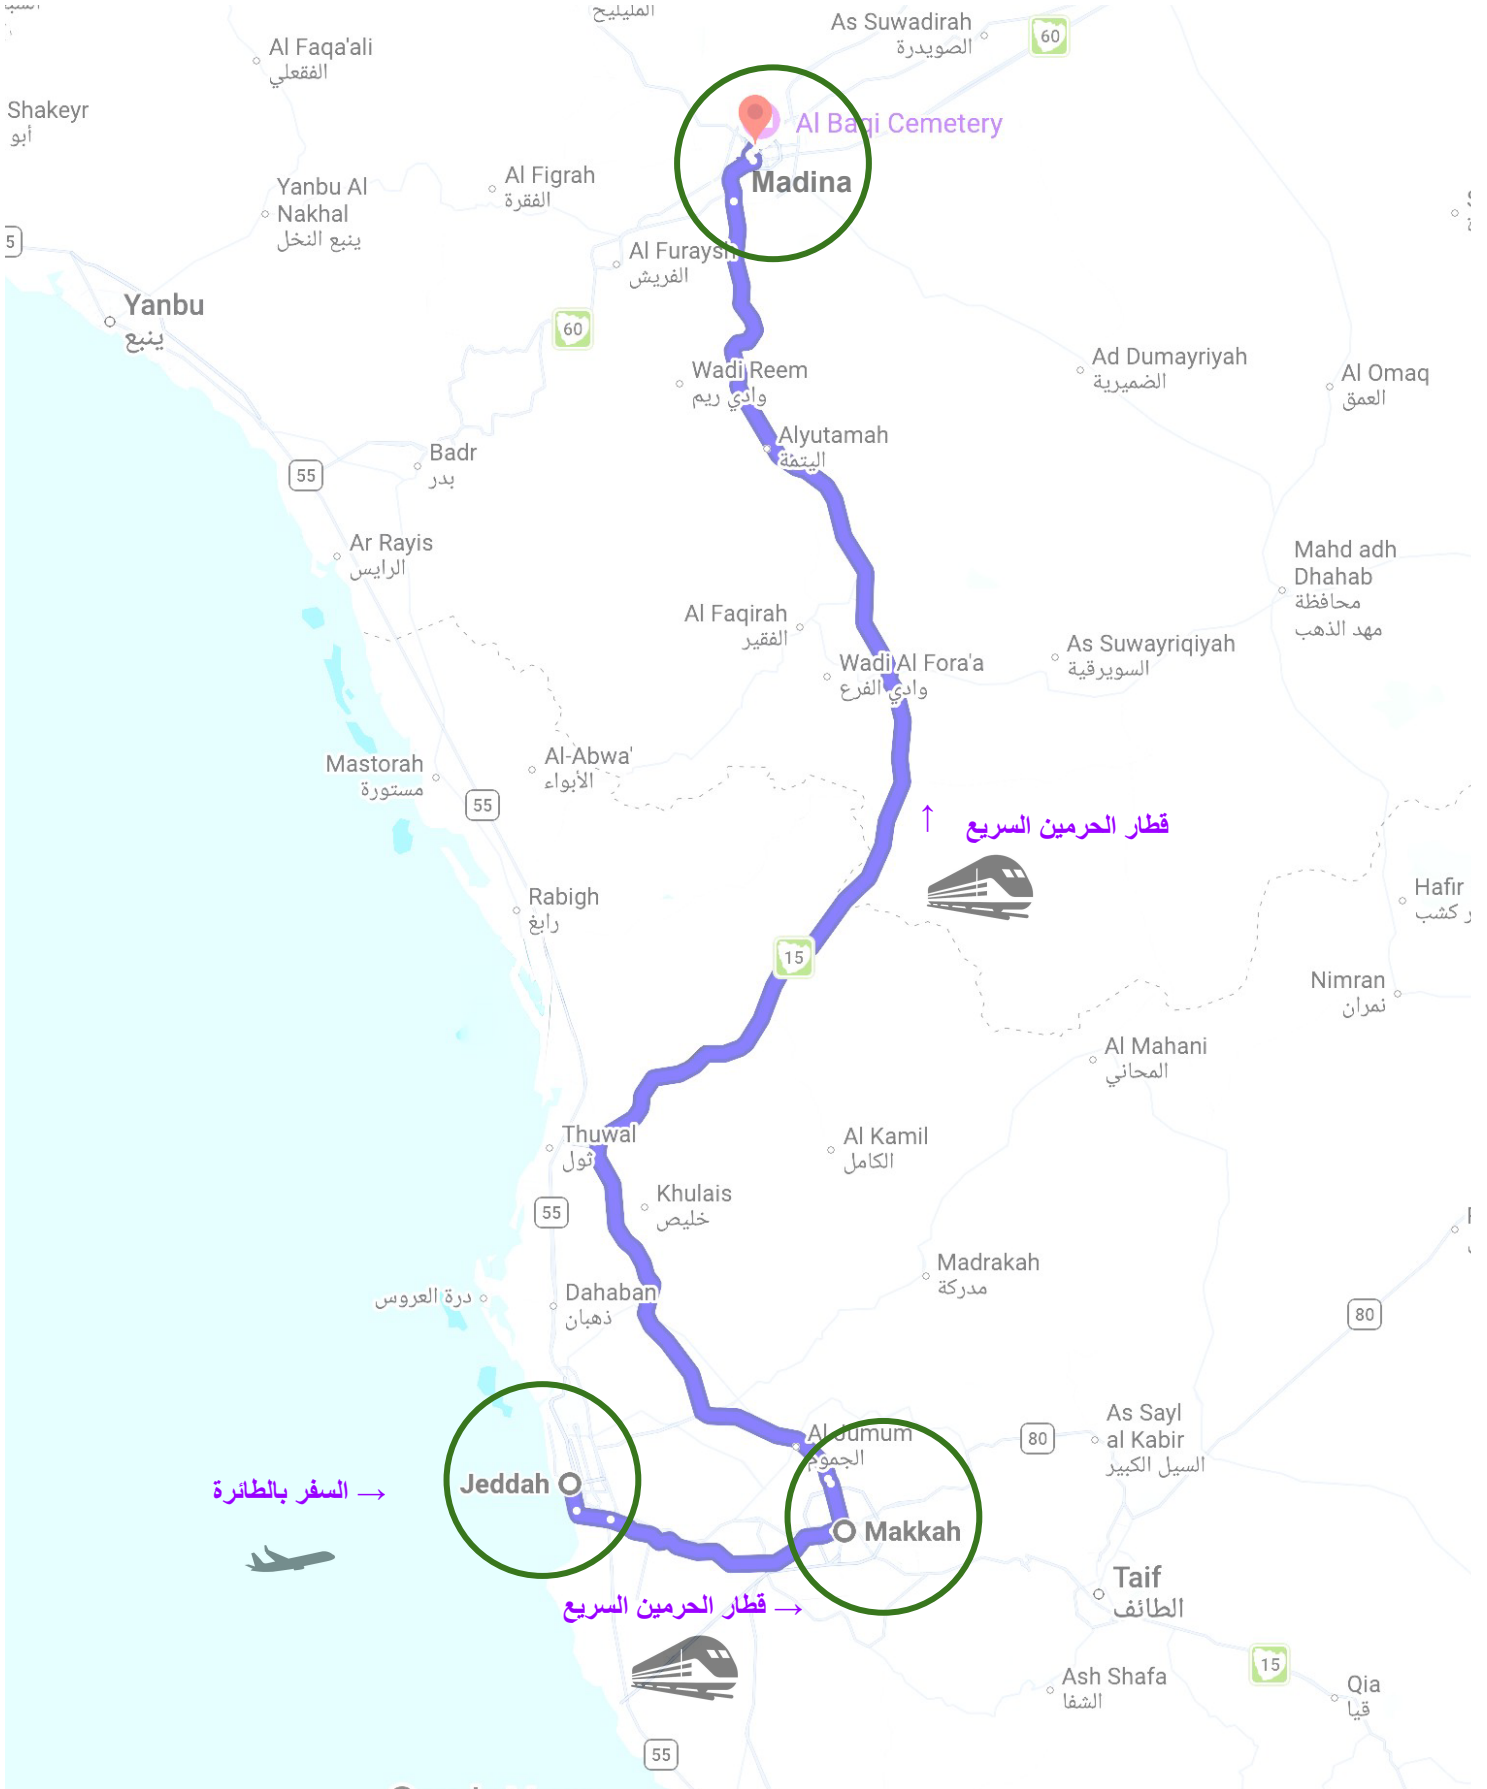 المليليح
As Suwadirah
الصويدرة
60
Al Faqa'ali
الفقعلي
Shakeyr
أبو
Al Baqi Cemetery
Madina
Al Figrah
الفقرة
Yanbu Al
Nakhal
ينبع النخل
5
Al Furaysh
الفريش
Yanbu
ينبع
60
Wadi Reem
وادي ريم
Ad Dumayriyah
الضميرية
Al Omaq
العمق
Alyutamah
اليتمة
Badr
بدر
55
Ar Rayis
الرايس
Mahd adh
Dhahab
محافظة
مهد الذهب
Al Faqirah
الفقير
As Suwayriqiyah
السويرقية
Wadi Al Fora'a
وادي الفرع
Mastorah
مستورة
Al-Abwa'
الأبواء
55
↑ قطار الحرمين السريع
Rabigh
رابغ
Hafir
ر كشب
15
Nimran
نمران
Al Mahani
المحاني
Thuwal
ثول
Al Kamil
الكامل
Khulais
خليص
55
Madrakah
مدركة
درة العروس
Dahaban
ذهبان
80
Al Jumum
الجموم
80
As Sayl
al Kabir
السيل الكبير
السفر بالطائرة →
Jeddah
Makkah
قطار الحرمين السريع →
Taif
الطائف
15
Ash Shafa
الشفا
Qia
قيا
55